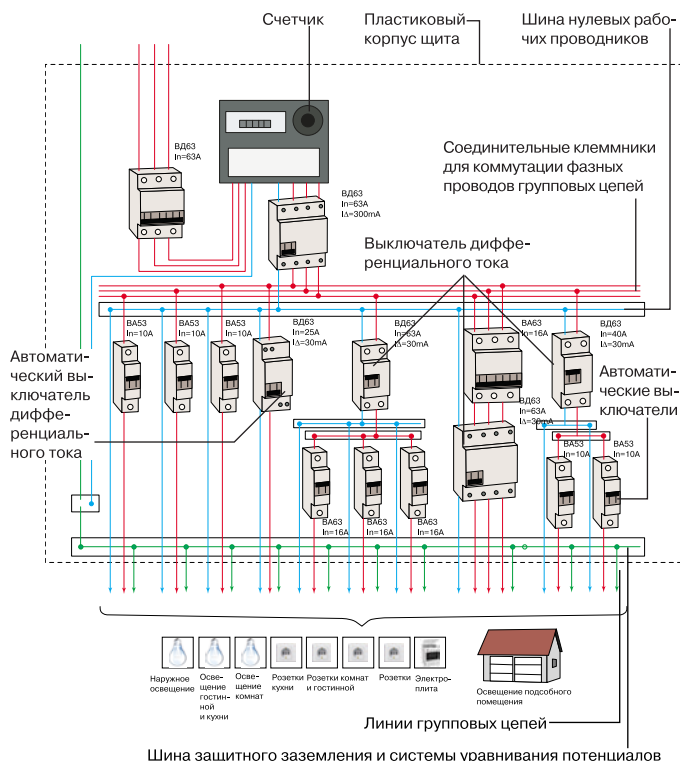 Счетчик
Пластиковый
корпус щита
Шина нулевых рабо-
чих проводников
ВД63
In=63A
Соединительные клеммники
для коммутации фазных
проводов групповых цепей
ВД63
In=63A
IΔ=300mA
Выключатель диффе-
ренциального тока
ВА53
In=10A
ВА53
In=10A
ВА53
In=10A
ВД63
In=25A
IΔ=30mA
ВД63
In=63A
IΔ=30mA
ВА63
In=16A
ВД63
In=40A
IΔ=30mA
Автомати-
ческий вы-
ключатель
диффе-
ренциаль-
ного тока
Автомати-
ческие вы-
ключатели
ВД63
In=63A
IΔ=30mA
ВА53
In=10A
ВА53
In=10A
ВА63
In=16A
ВА63
In=16A
ВА63
In=16A
Наружное
освещение
Осве-
щение
гостин-
ной
и кухни
Осве-
щение
комнат
Розетки
кухни
Розетки комнат
и гостинной
Розетки
Электро-
плита
Освещение подсобного
помещения
Линии групповых цепей
Шина защитного заземления и системы уравнивания потенциалов